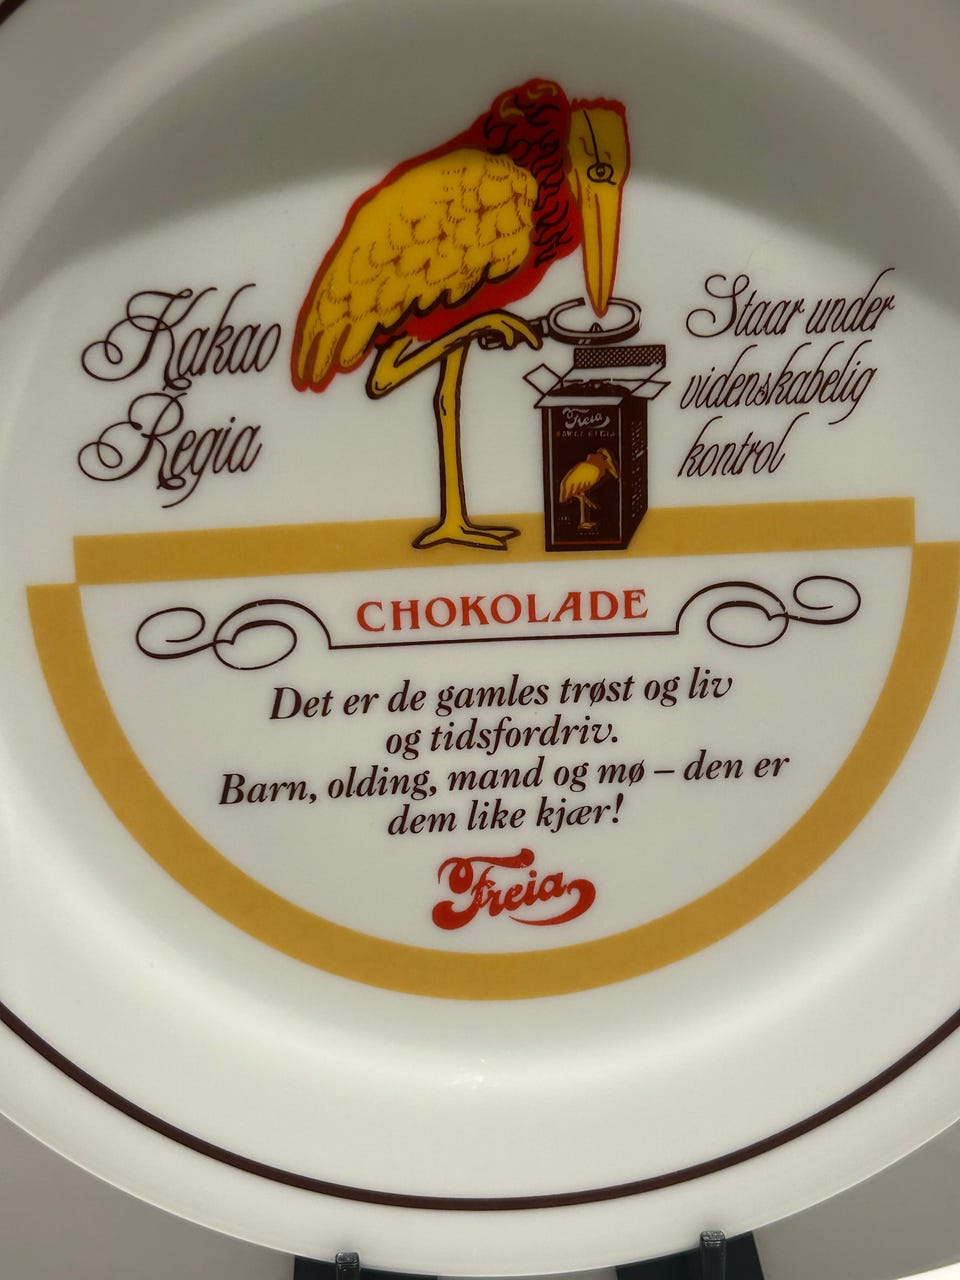 Kakao
Regia
Staar under
videnskabelig
kontrol
Freia
KAKAO REGIA
CHOKOLADE
Det er de gamles trøst og liv
og tidsfordriv.
Barn, olding, mand og mø – den er
dem like kjær!
Freia